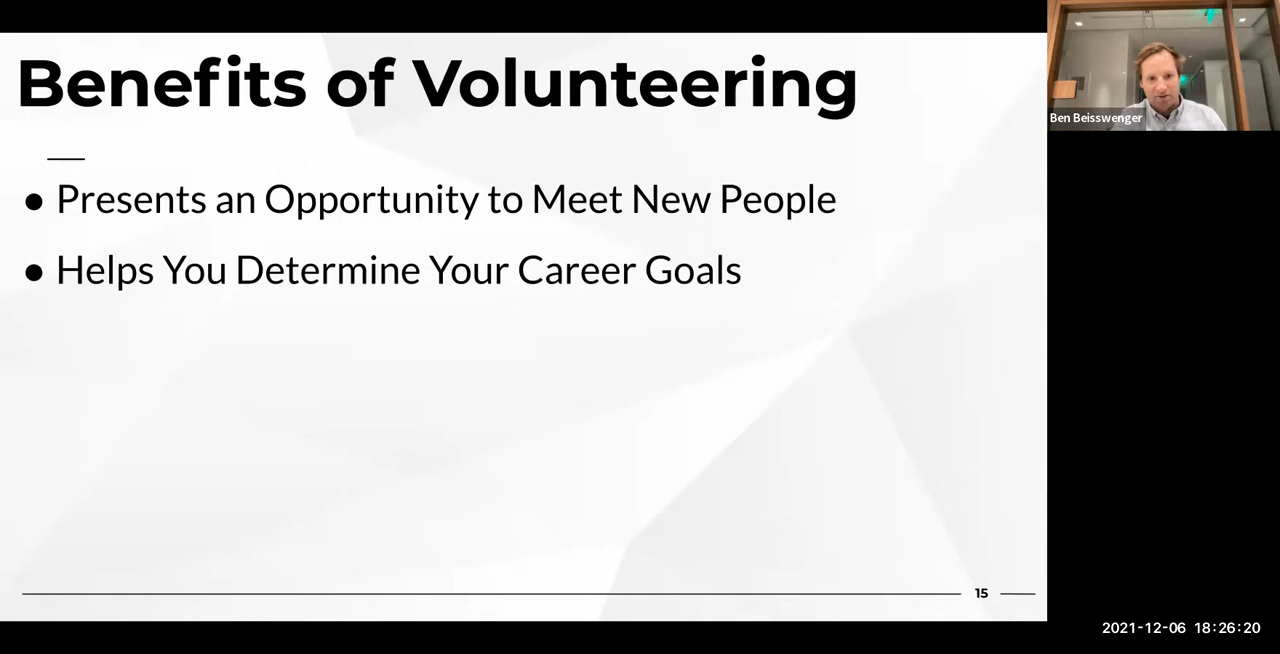 Benefits of Volunteering
● Presents an Opportunity to Meet New People
● Helps You Determine Your Career Goals
15
Ben Beisswenger
2021-12-06 18:26:20